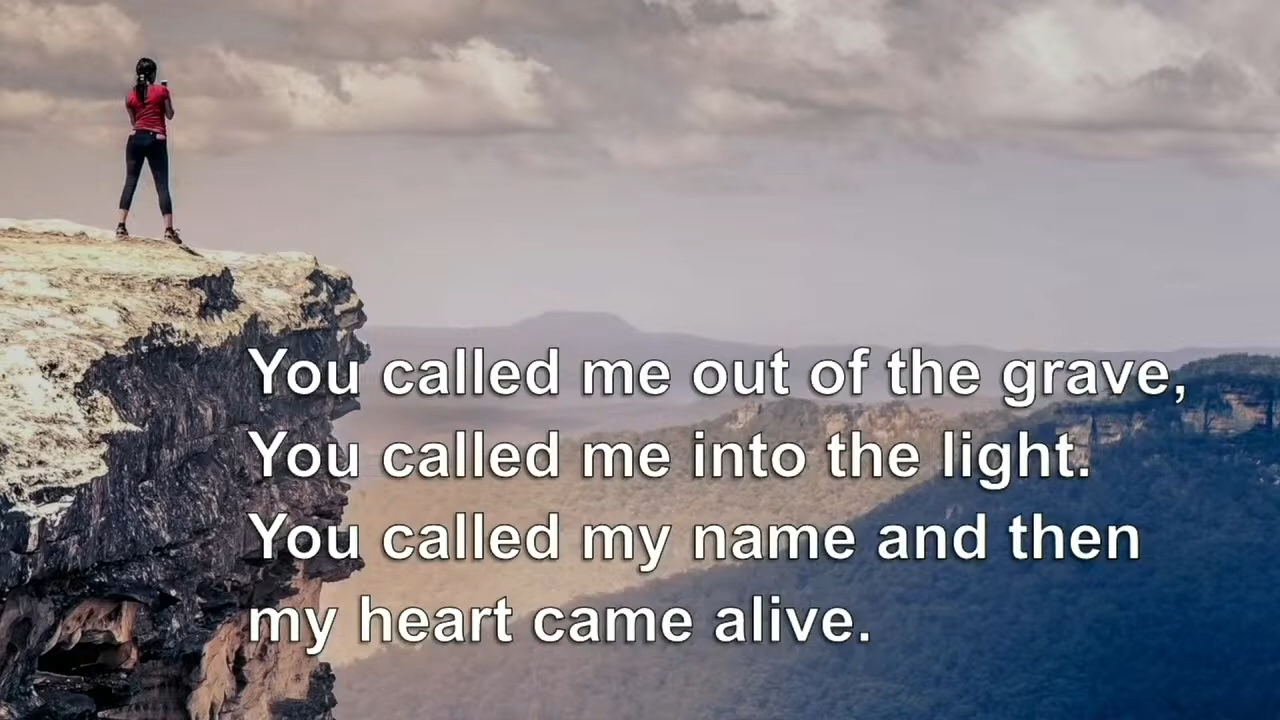 You called me out of the grave,
You called me into the light.
You called my name and then
my heart came alive.